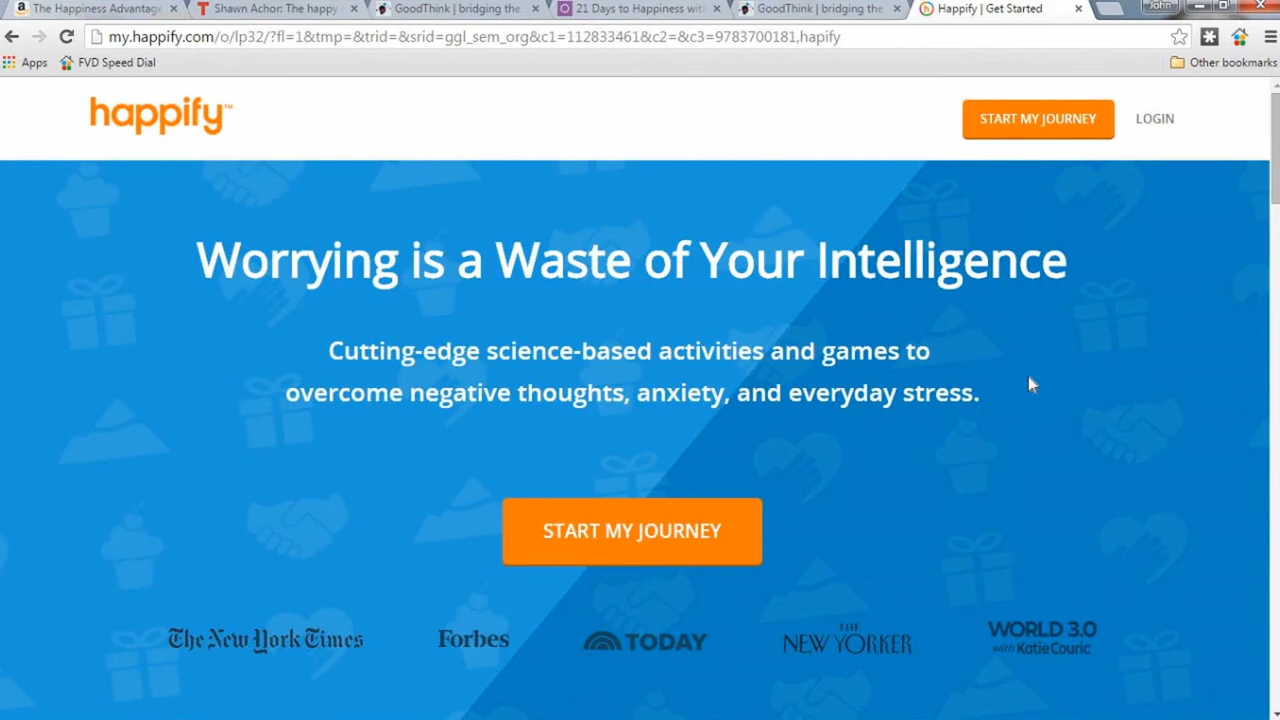 The Happiness Advantage
Shawn Achor: The happy
GoodThink | bridging the
21 Days to Happiness wit
GoodThink | bridging the
Happify | Get Started
John
my.happify.com/o/lp32/?fl=1&tmp=&trid=&srid=ggl_sem_org&c1=112833461&c2=&c3=9783700181,hapify
Apps
FVD Speed Dial
Other bookmarks
happify™
START MY JOURNEY
LOGIN
Worrying is a Waste of Your Intelligence
Cutting-edge science-based activities and games to
overcome negative thoughts, anxiety, and everyday stress.
START MY JOURNEY
The New York Times
Forbes
TODAY
THE
NEW YORKER
WORLD 3.0
with Katie Couric